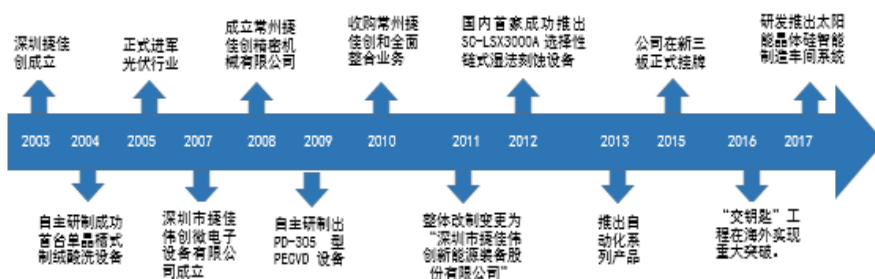 深圳捷佳
创成立
正式进军
光伏行业
成立常州捷
佳创精密机
械有限公司
收购常州捷
佳创和全面
整合业务
国内首家成功推出
SC-LSX3000A 选择性
链式湿法刻蚀设备
公司在新三
板正式挂牌
研发推出太阳
能晶体硅智能
制造车间系统
2003 2004 2005 2007 2008 2009 2010 2011 2012 2013 2015 2016 2017
自主研制成功
首台单晶槽式
制绒酸洗设备
深圳市捷佳
伟创微电子
设备有限公
司成立
自主研制出
PD-305 型
PECVD 设备
整体改制变更为
“深圳市捷佳伟
创新能源装备股
份有限公司”
推出自
动化系
列产品
“交钥匙”工
程在海外实现
重大突破。